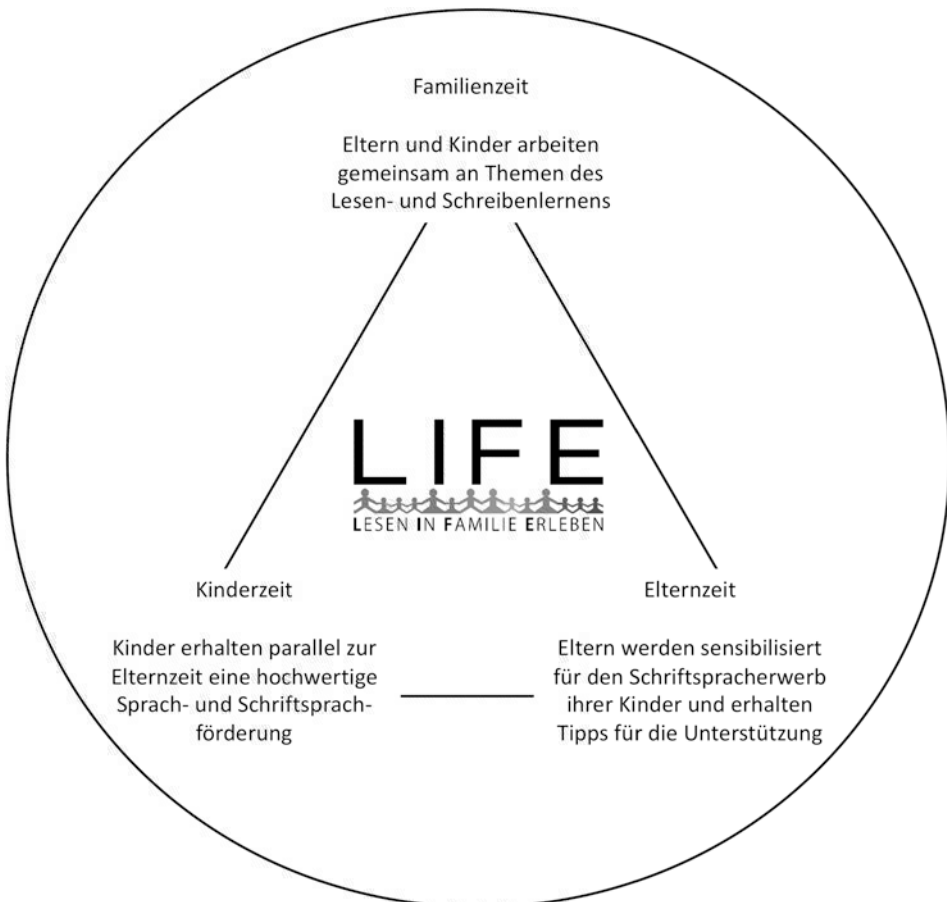 Familienzeit
Eltern und Kinder arbeiten
gemeinsam an Themen des
Lesen- und Schreibenlernens
LIFE
LESEN IN FAMILIE ERLEBEN
Kinderzeit
Kinder erhalten parallel zur
Elternzeit eine hochwertige
Sprach- und Schriftsprach-
förderung
Elternzeit
Eltern werden sensibilisiert
für den Schriftspracherwerb
ihrer Kinder und erhalten
Tipps für die Unterstützung